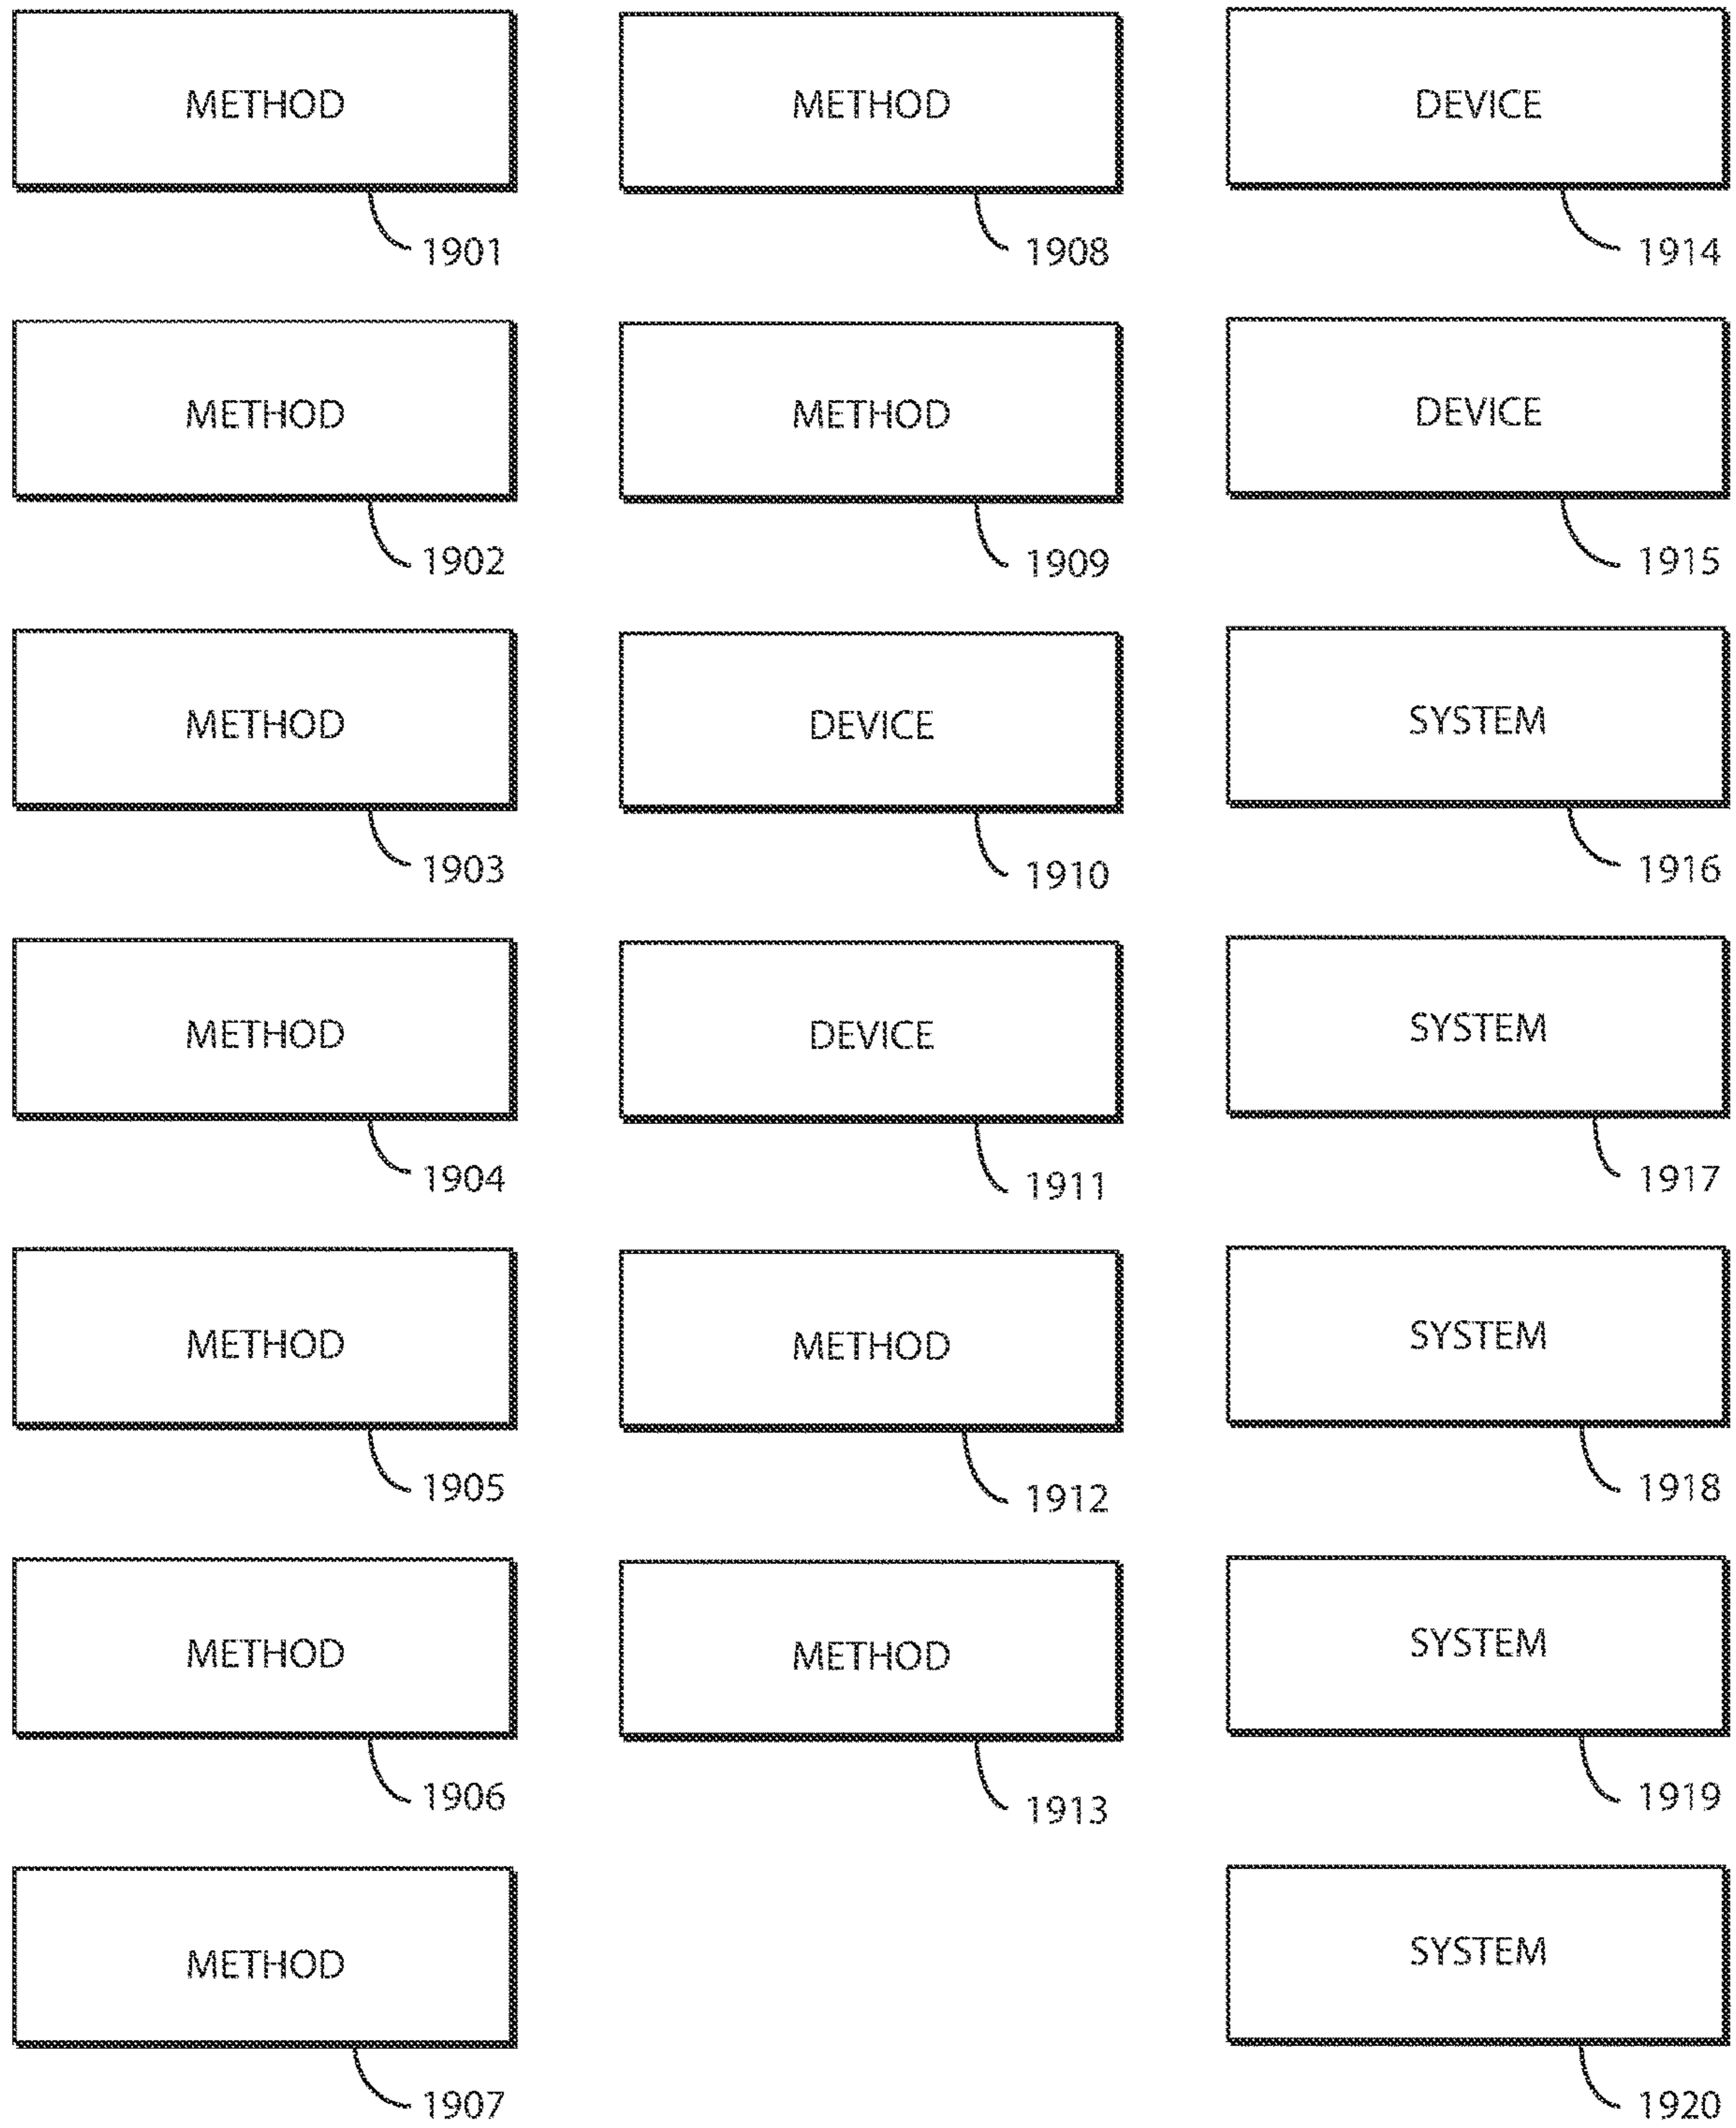 METHOD
1901
METHOD
1902
METHOD
1903
METHOD
1904
METHOD
1905
METHOD
1906
METHOD
1907
METHOD
1908
METHOD
1909
DEVICE
1910
DEVICE
1911
METHOD
1912
METHOD
1913
DEVICE
1914
DEVICE
1915
SYSTEM
1916
SYSTEM
1917
SYSTEM
1918
SYSTEM
1919
SYSTEM
1920